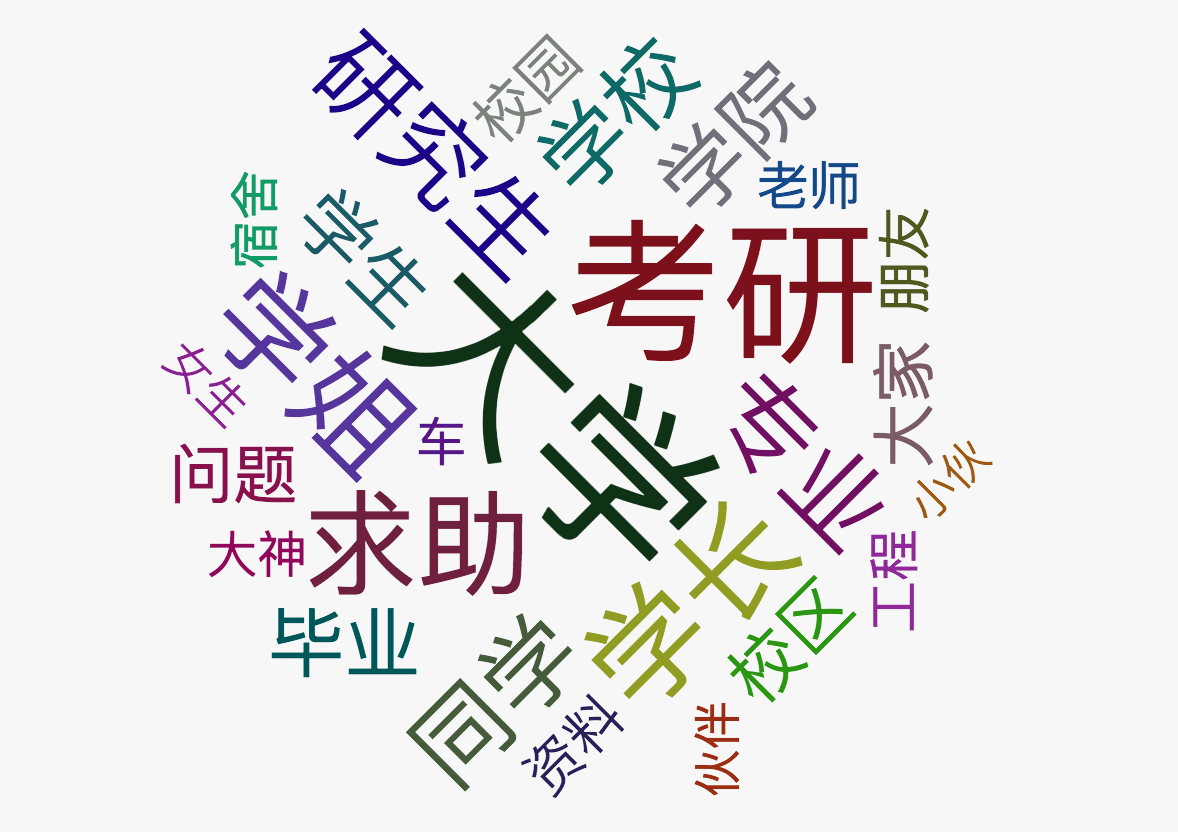 研究生
校园
学校
学院
老师
宿舍
学生
考研
朋友
学姐
大学
女生
车
专业
大家
小伙
问题
求助
大神
工程
学长
毕业
校区
同学
资料
伙伴